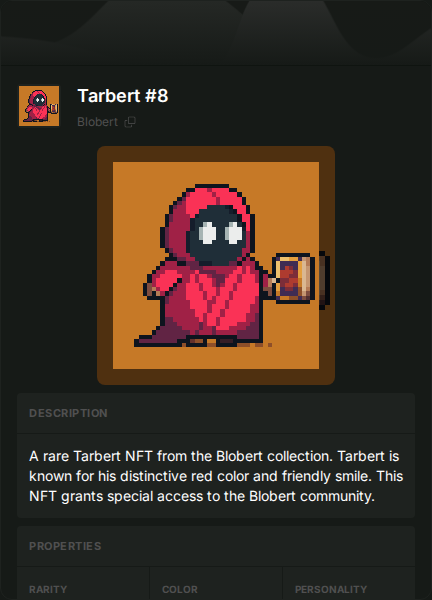 Tarbert #8
Blobert
DESCRIPTION
A rare Tarbert NFT from the Blobert collection. Tarbert is
known for his distinctive red color and friendly smile. This
NFT grants special access to the Blobert community.
PROPERTIES
RARITY COLOR PERSONALITY